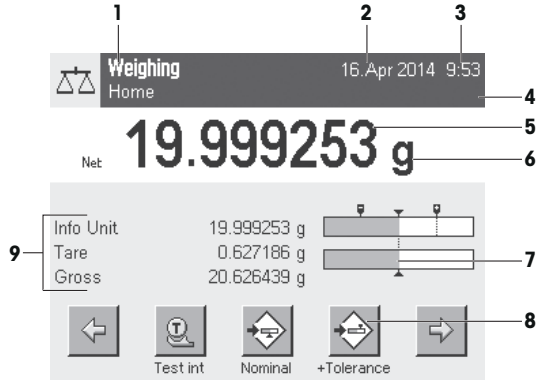 1 2 3
Weighing 16.Apr 2014 9:53
Home
4
Net 19.999253 g
5
6
Info Unit 19.999253 g
9 Tare 0.627186 g 7
Gross 20.626439 g
8
T
Test int Nominal +Tolerance